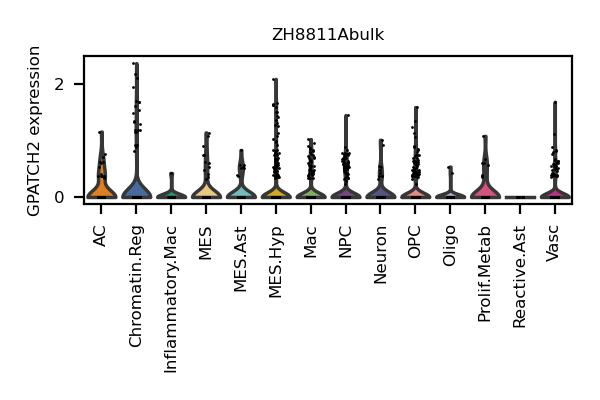 ZH8811Abulk
GPATCH2 expression
2
0
AC
Chromatin.Reg
Inflammatory.Mac
MES
MES.Ast
MES.Hyp
Mac
NPC
Neuron
OPC
Oligo
Prolif.Metab
Reactive.Ast
Vasc